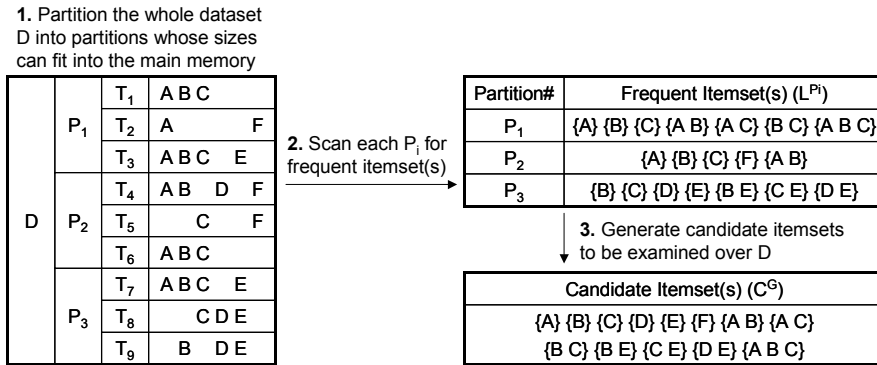 1. Partition the whole dataset
D into partitions whose sizes
can fit into the main memory
D
P1
T1 A B C
T2 A F
T3 A B C E
P2
T4 A B D F
T5 C F
T6 A B C
P3
T7 A B C E
T8 C D E
T9 B D E
2. Scan each Pi for
frequent itemset(s)
Partition# Frequent Itemset(s) (L^Pi)
P1 {A} {B} {C} {A B} {A C} {B C} {A B C}
P2 {A} {B} {C} {F} {A B}
P3 {B} {C} {D} {E} {B E} {C E} {D E}
3. Generate candidate itemsets
to be examined over D
Candidate Itemset(s) (C^G)
{A} {B} {C} {D} {E} {F} {A B} {A C}
{B C} {B E} {C E} {D E} {A B C}